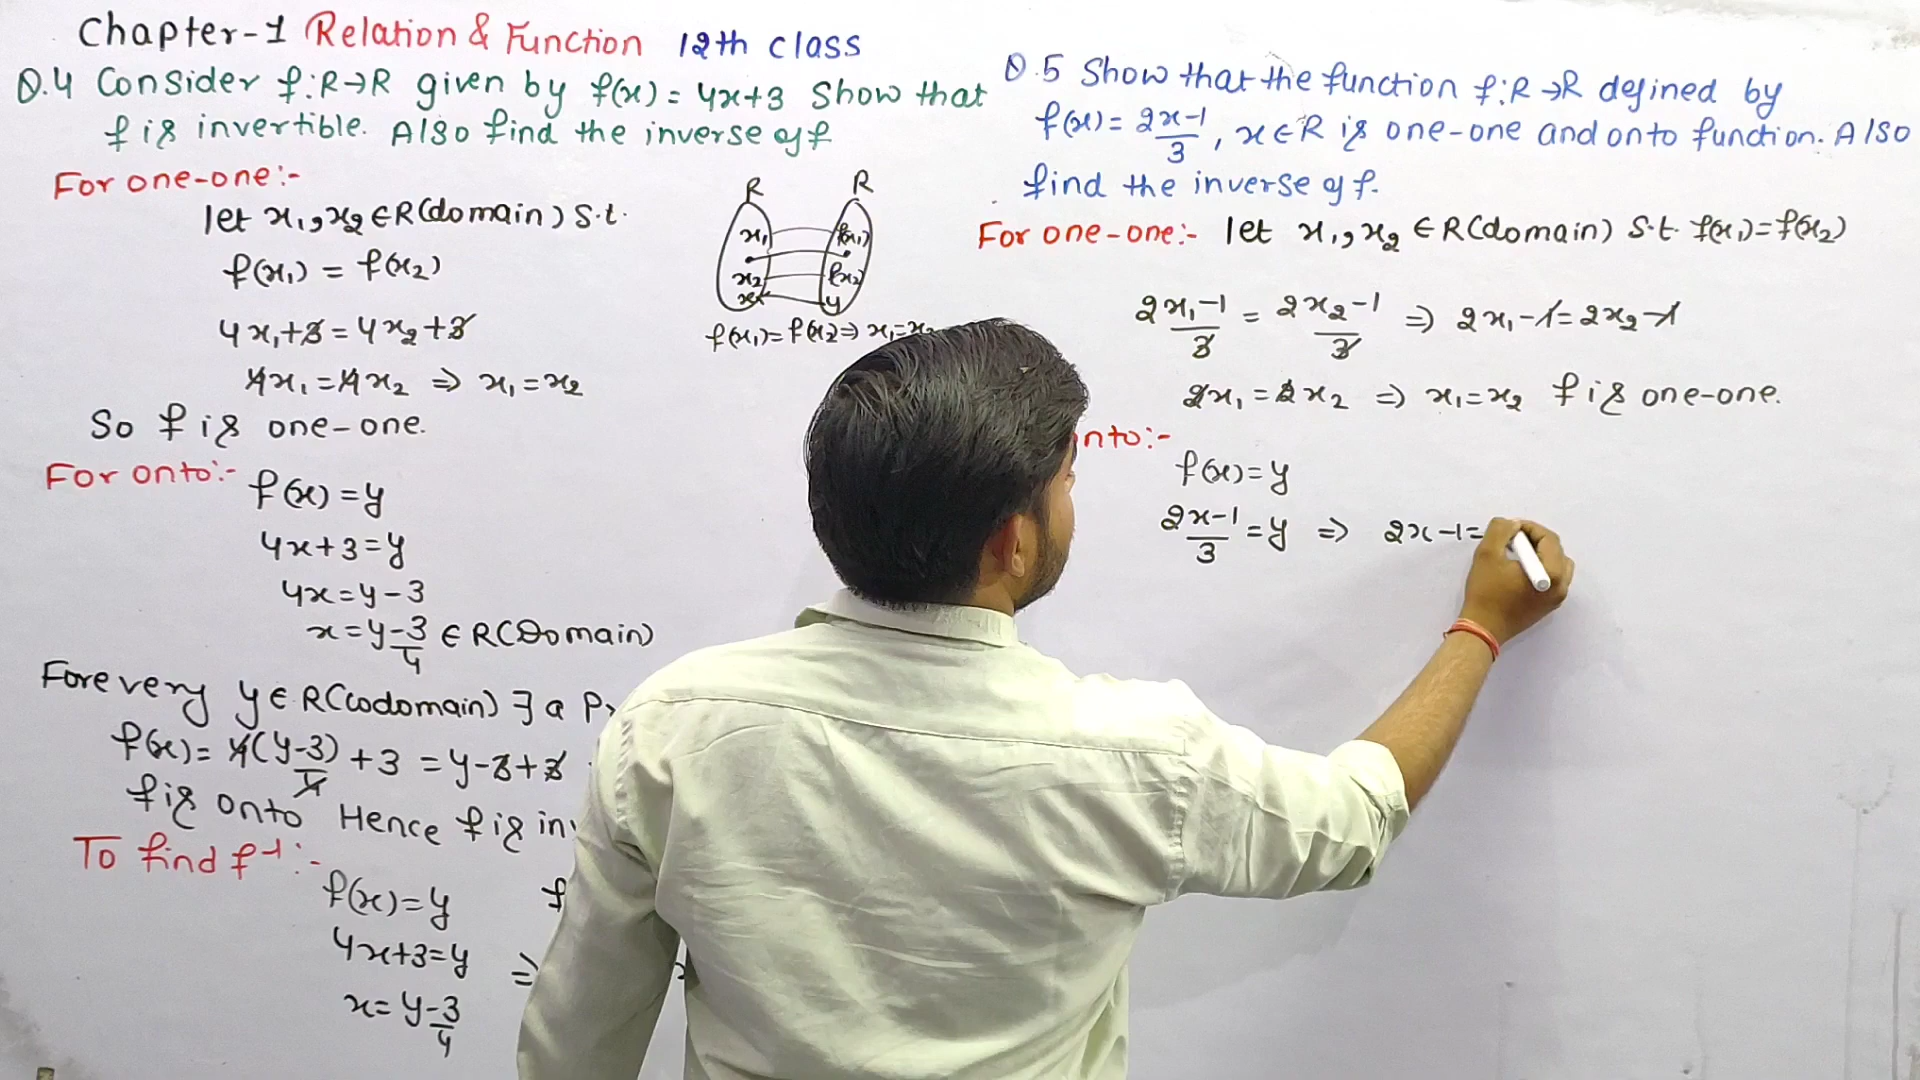 Chapter-1 Relation & Function 12th class
Q.4 Consider f:R→R given by f(x)=4x+3 Show that
f is invertible. Also find the inverse of f
For one-one:-
let x₁,x₂∈R(domain) s.t.
f(x₁) = f(x₂)
4x₁+3=4x₂+3
4x₁=4x₂ ⇒ x₁=x₂
So f is one-one.
R R
x₁ f(x₁)
x₂ f(x₂)
x y
f(x₁)=f(x₂)⇒x₁=x₂
For onto:- f(x)=y
4x+3=y
4x=y-3
x=y-3/4 ∈R(Domain)
For every y∈R(codomain) ∃ a
f(x)=4(y-3)/4+3=y-3+3
f is onto Hence f is inv
To find f⁻¹:-
f(x)=y f
4x+3=y ⇒
x=y-3/4
Q.5 Show that the function f:R→R defined by
f(x)=2x-1/3, x∈R is one-one and onto function. Also
find the inverse of f.
For one-one:- let x₁,x₂∈R(domain) s.t. f(x₁)=f(x₂)
2x₁-1/3=2x₂-1/3 ⇒ 2x₁-1=2x₂-1
2x₁=2x₂ ⇒ x₁=x₂ f is one-one.
nto:-
f(x)=y
2x-1/3=y ⇒ 2x-1=